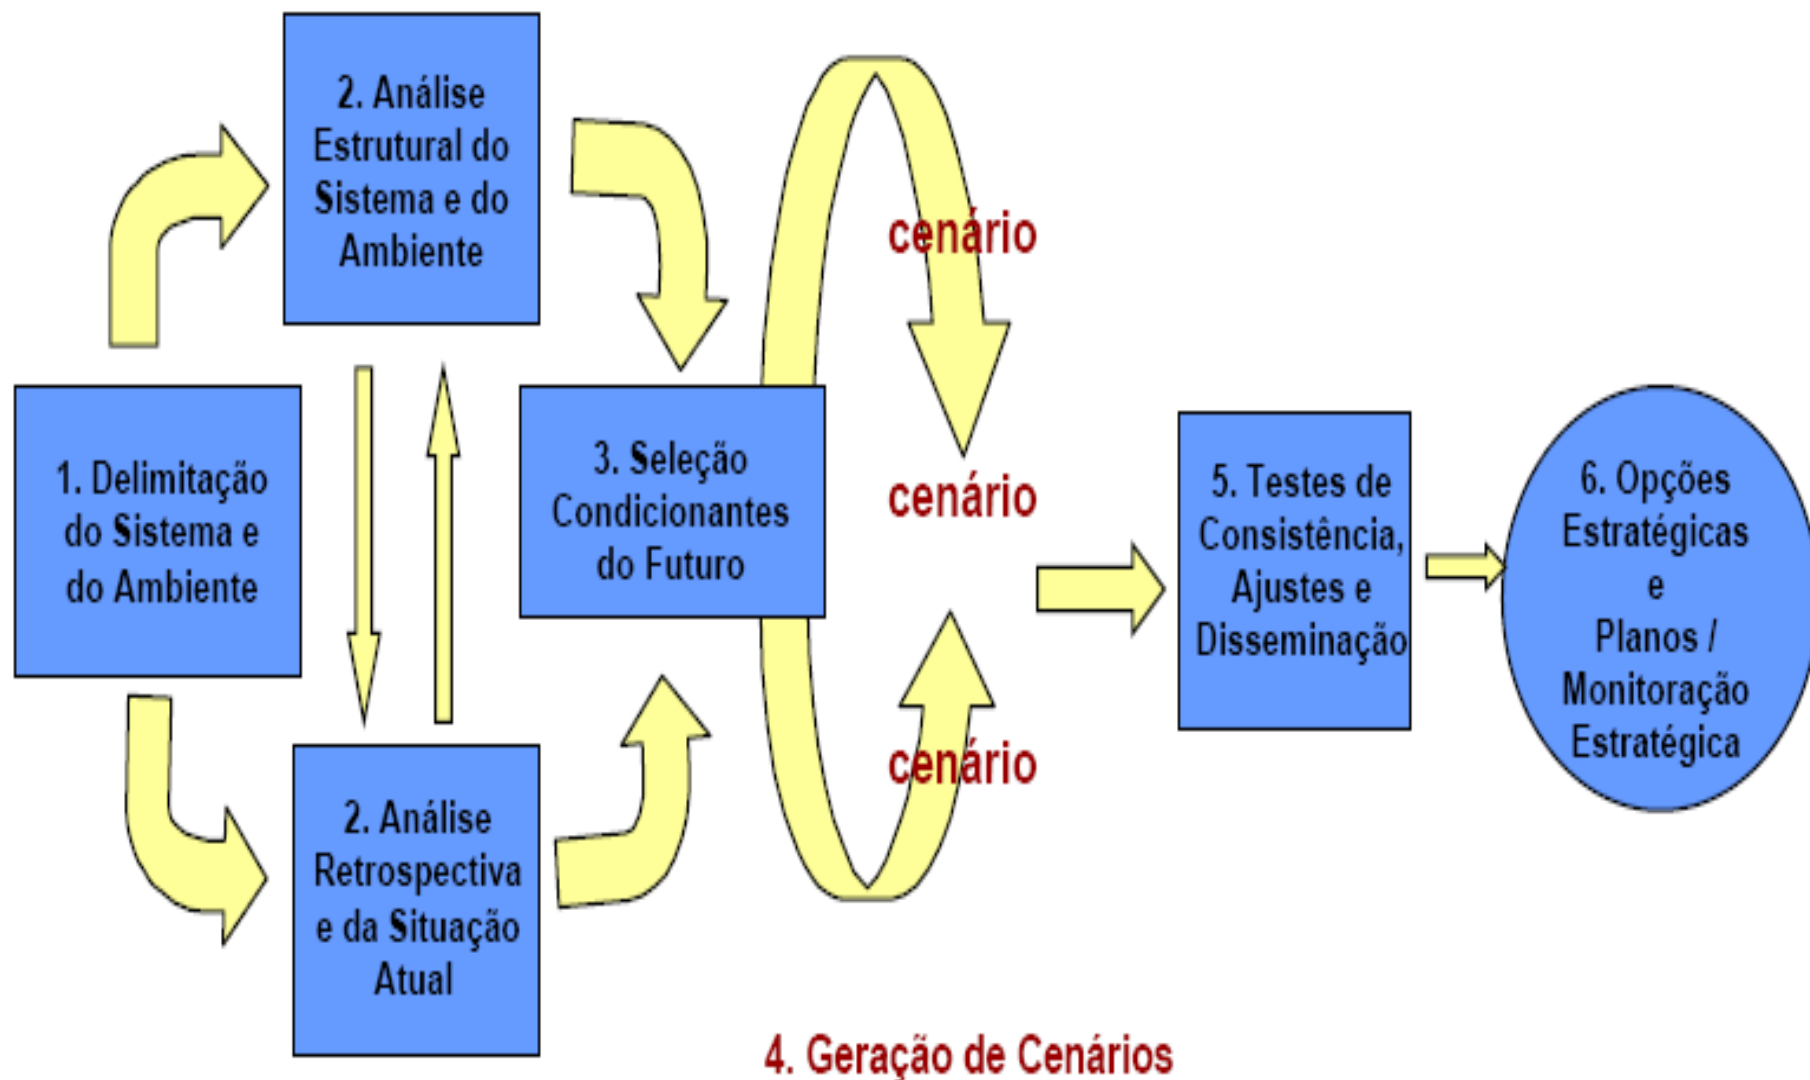 1. Delimitação
do Sistema e
do Ambiente
2. Análise
Estrutural do
Sistema e do
Ambiente
2. Análise
Retrospectiva
e da Situação
Atual
3. Seleção
Condicionantes
do Futuro
cenário
cenário
cenário
4. Geração de Cenários
5. Testes de
Consistência,
Ajustes e
Disseminação
6. Opções
Estratégicas
e
Planos /
Monitoração
Estratégica